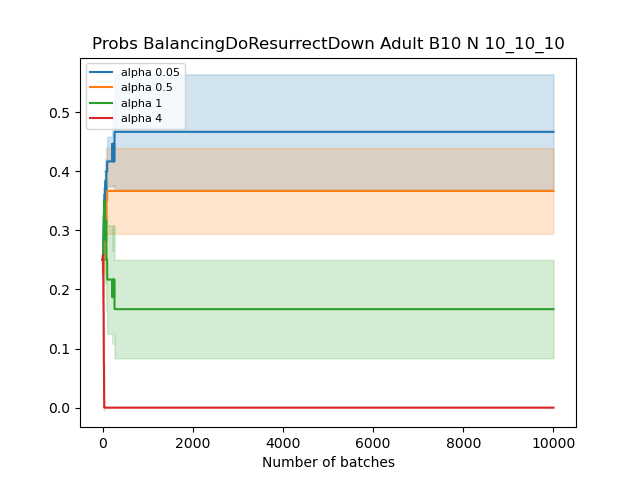 Probs BalancingDoResurrectDown Adult B10 N 10_10_10
alpha 0.05
alpha 0.5
alpha 1
alpha 4
0.5
0.4
0.3
0.2
0.1
0.0
0 2000 4000 6000 8000 10000
Number of batches